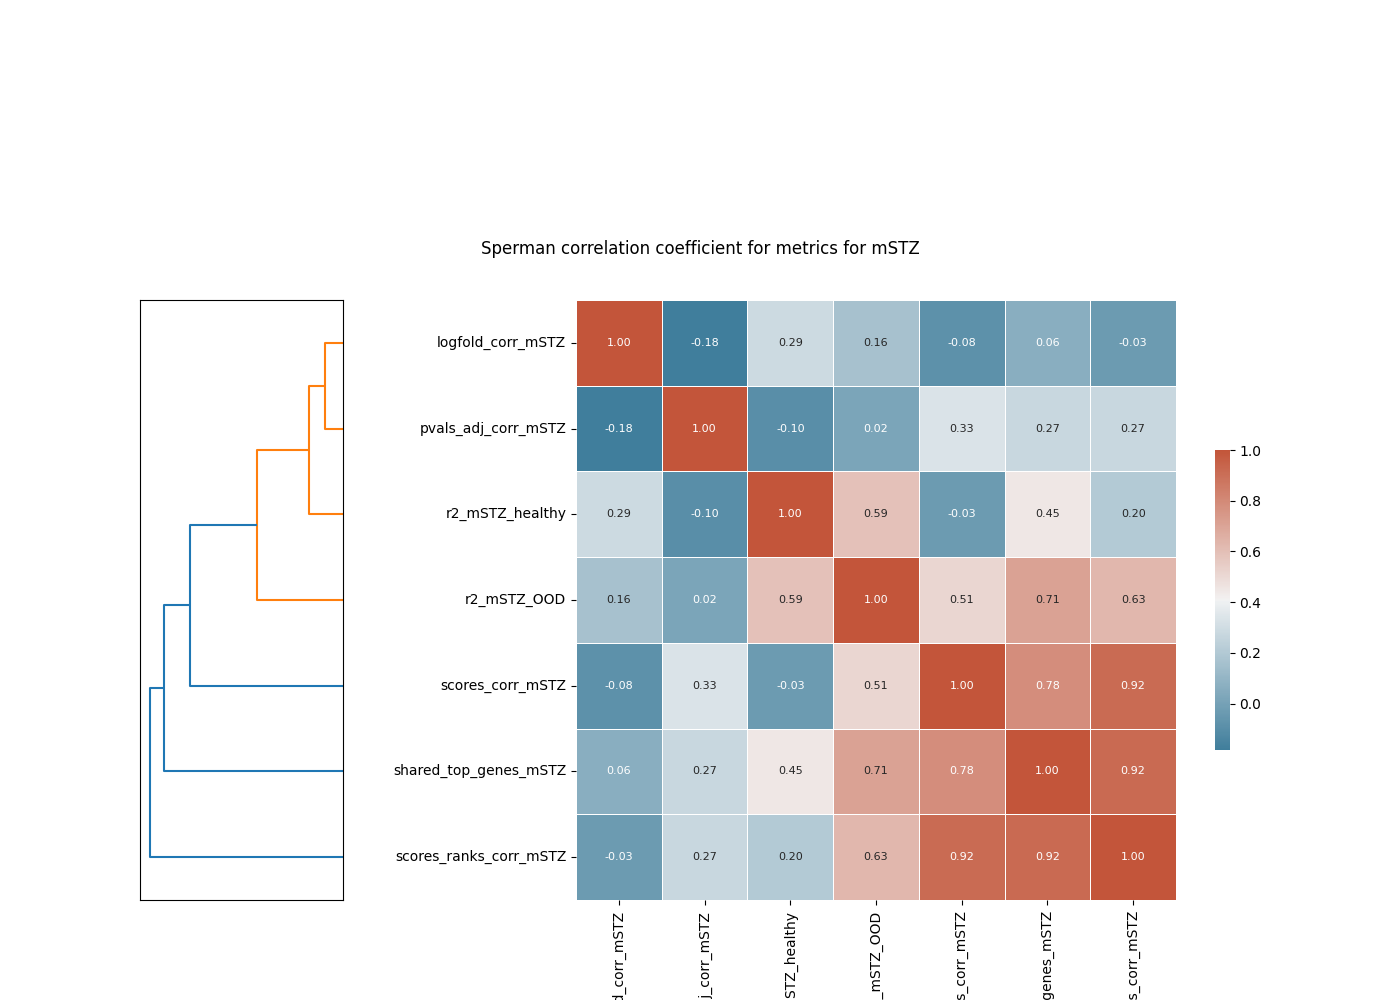 Sperman correlation coefficient for metrics for mSTZ
logfold_corr_mSTZ 1.00 -0.18 0.29 0.16 -0.08 0.06 -0.03
pvals_adj_corr_mSTZ -0.18 1.00 -0.10 0.02 0.33 0.27 0.27
r2_mSTZ_healthy 0.29 -0.10 1.00 0.59 -0.03 0.45 0.20
r2_mSTZ_OOD 0.16 0.02 0.59 1.00 0.51 0.71 0.63
scores_corr_mSTZ -0.08 0.33 -0.03 0.51 1.00 0.78 0.92
shared_top_genes_mSTZ 0.06 0.27 0.45 0.71 0.78 1.00 0.92
scores_ranks_corr_mSTZ -0.03 0.27 0.20 0.63 0.92 0.92 1.00
d_corr_mSTZ
j_corr_mSTZ
STZ_healthy
_mSTZ_OOD
s_corr_mSTZ
genes_mSTZ
s_corr_mSTZ
1.0
0.8
0.6
0.4
0.2
0.0